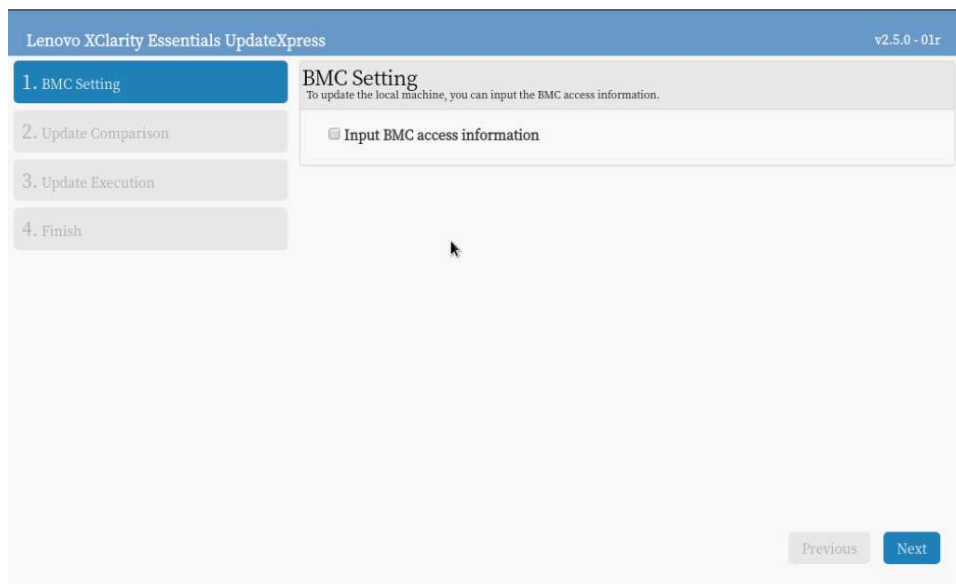 Lenovo XClarity Essentials UpdateXpress v2.5.0 - 01r
1. BMC Setting
2. Update Comparison
3. Update Execution
4. Finish
BMC Setting
To update the local machine, you can input the BMC access information.
Input BMC access information
Previous Next